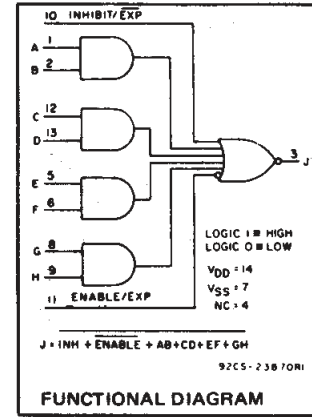 10 INHIBIT/E̅X̅P̅
A 1
B 2
C 12
D 13
E 5
F 6
3 J
G 8
H 9
LOGIC 1 ≡ HIGH
LOGIC 0 ≡ LOW
VDD = 14
VSS = 7
NC = 4
11 ENABLE/EXP
J = INH + ENABLE + AB+CD+EF+GH
92CS-23870R1
FUNCTIONAL DIAGRAM